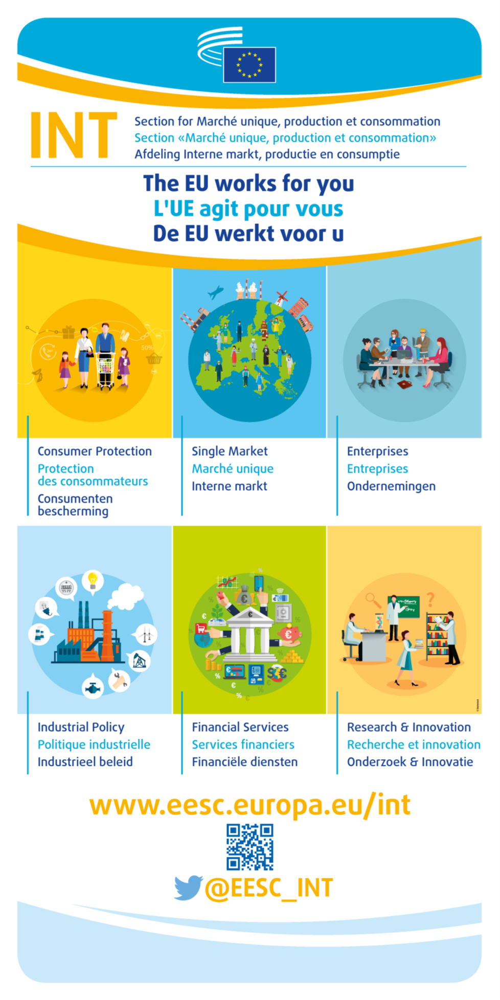 INT
Section for Marché unique, production et consommation
Section «Marché unique, production et consommation»
Afdeling Interne markt, productie en consumptie
The EU works for you
L'UE agit pour vous
De EU werkt voor u
50%
Consumer Protection
Protection
des consommateurs
Consumenten
bescherming
Single Market
Marché unique
Interne markt
Enterprises
Entreprises
Ondernemingen
Industrial Policy
Politique industrielle
Industrieel beleid
Financial Services
Services financiers
Financiële diensten
Research & Innovation
Recherche et innovation
Onderzoek & Innovatie
www.eesc.europa.eu/int
@EESC_INT